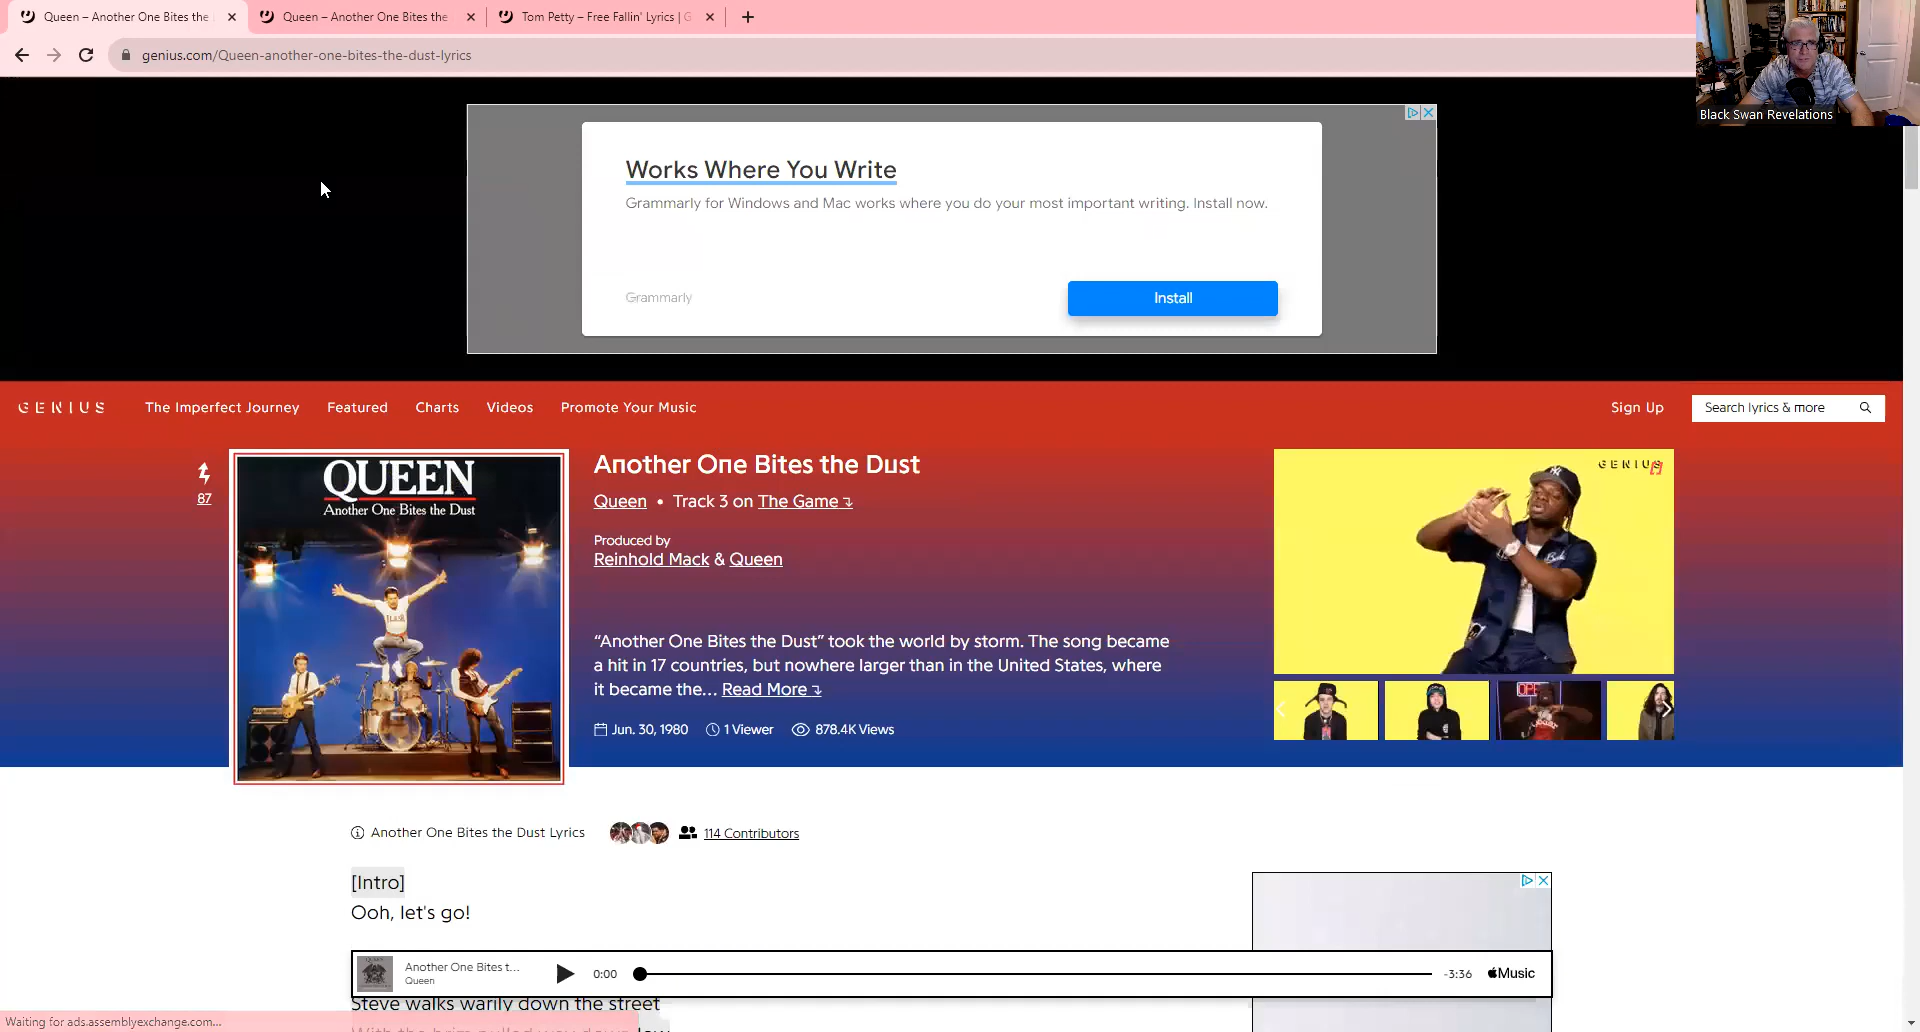 Queen – Another One Bites the
Queen – Another One Bites the
Tom Petty – Free Fallin' Lyrics | G
genius.com/Queen-another-one-bites-the-dust-lyrics
Black Swan Revelations
Works Where You Write
Grammarly for Windows and Mac works where you do your most important writing. Install now.
Grammarly
Install
GENIUS
The Imperfect Journey
Featured
Charts
Videos
Promote Your Music
Sign Up
Search lyrics & more
87
QUEEN
Another One Bites the Dust
Another One Bites the Dust
Queen • Track 3 on The Game
Produced by
Reinhold Mack & Queen
“Another One Bites the Dust” took the world by storm. The song became
a hit in 17 countries, but nowhere larger than in the United States, where
it became the... Read More
Jun. 30, 1980
1 Viewer
878.4K Views
GENIUS
Another One Bites the Dust Lyrics
114 Contributors
[Intro]
Ooh, let's go!
Another One Bites t...
Queen
0:00
-3:36
Music
Steve walks warily down the street
Waiting for ads.assemblyexchange.com...